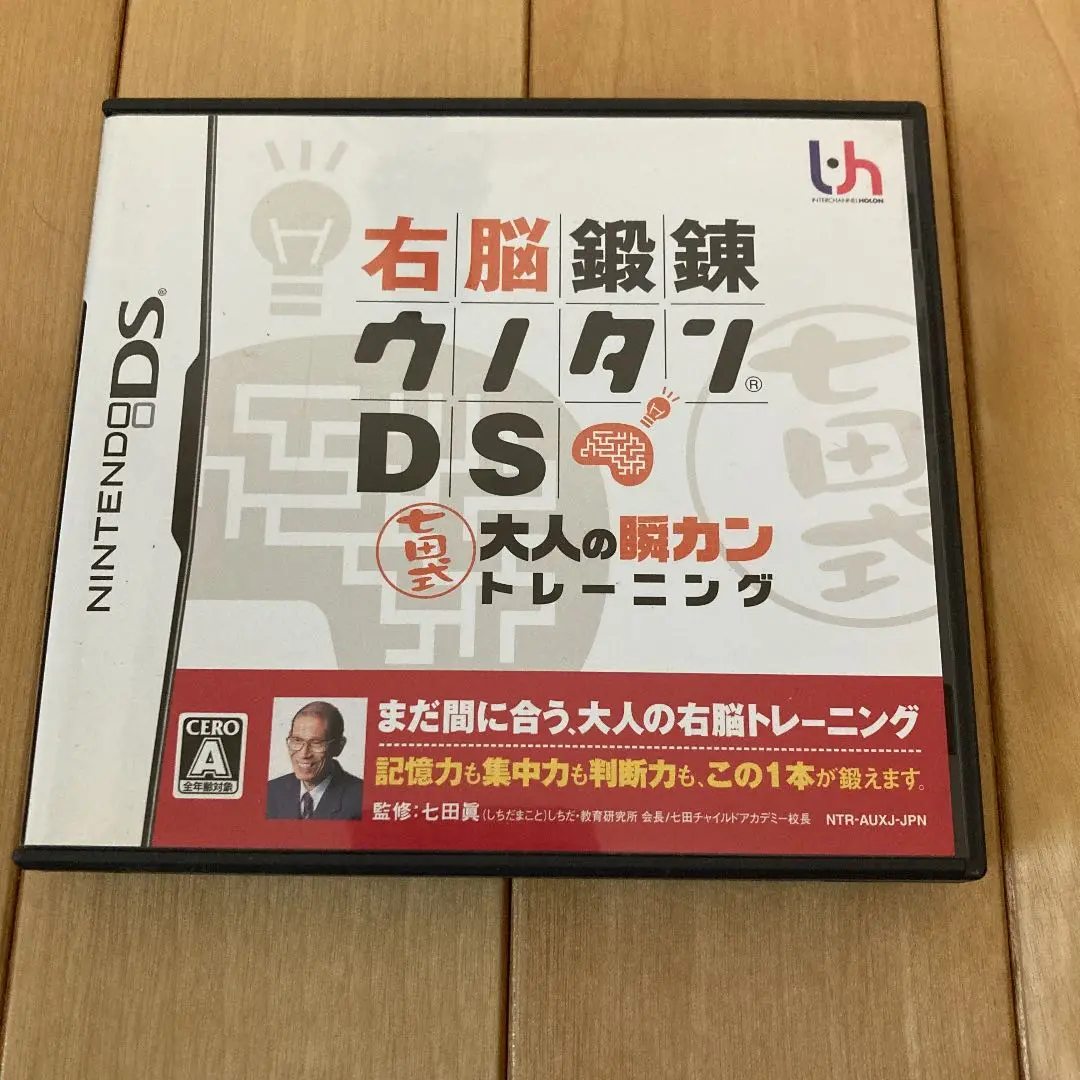 NINTENDO DS®
I.h
INTERCHANNEL HOLON
右脳鍛錬
ウノタン®
DS
七田式
七田式
大人の瞬カン
トレーニング
CERO
A
全年齢対象
まだ間に合う、大人の右脳トレーニング
記憶力も集中力も判断力も、この1本が鍛えます。
監修:七田眞(しちだまこと)しちだ・教育研究所 会長/七田チャイルドアカデミー校長 NTR-AUXJ-JPN